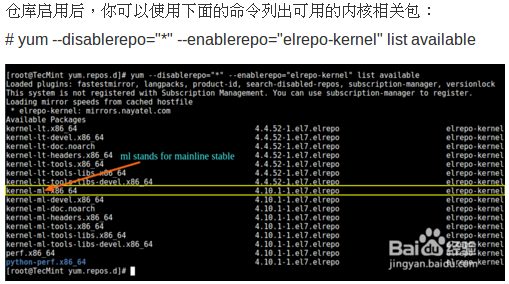 仓库启用后，你可以使用下面的命令列出可用的内核相关包：
# yum --disablerepo="*" --enablerepo="elrepo-kernel" list available
[root@TecMint yum.repos.d]# yum --disablerepo="*" --enablerepo="elrepo-kernel" list available
Loaded plugins: fastestmirror, langpacks, product-id, search-disabled-repos, subscription-manager, versionlock
This system is not registered with Subscription Management. You can use subscription-manager to register.
Loading mirror speeds from cached hostfile
* elrepo-kernel: mirrors.nayatel.com
Available Packages
kernel-lt.x86_64 4.4.52-1.el7.elrepo elrepo-kernel
kernel-lt-devel.x86_64 4.4.52-1.el7.elrepo elrepo-kernel
kernel-lt-doc.noarch 4.4.52-1.el7.elrepo elrepo-kernel
kernel-lt-headers.x86_64 4.4.52-1.el7.elrepo elrepo-kernel
ml stands for mainline stable
kernel-lt-tools.x86_64 4.4.52-1.el7.elrepo elrepo-kernel
kernel-lt-tools-libs.x86_64 4.4.52-1.el7.elrepo elrepo-kernel
kernel-lt-tools-libs-devel.x86_64 4.4.52-1.el7.elrepo elrepo-kernel
kernel-ml.x86_64 4.10.1-1.el7.elrepo elrepo-kernel
kernel-ml-devel.x86_64 4.10.1-1.el7.elrepo elrepo-kernel
kernel-ml-doc.noarch 4.10.1-1.el7.elrepo elrepo-kernel
kernel-ml-headers.x86_64 4.10.1-1.el7.elrepo elrepo-kernel
kernel-ml-tools.x86_64 4.10.1-1.el7.elrepo elrepo-kernel
kernel-ml-tools-libs.x86_64 4.10.1-1.el7.elrepo elrepo-kernel
kernel-ml-tools-libs-devel.x86_64 4.10.1-1.el7.elrepo elrepo-kernel
perf.x86_64 4.10.1-1.el7.elrepo elrepo-kernel
python-perf.x86_64 4.10.1-1.el7.elrepo elrepo-kernel
[root@TecMint yum.repos.d]#
Baidu经验
jingyan.baidu.com